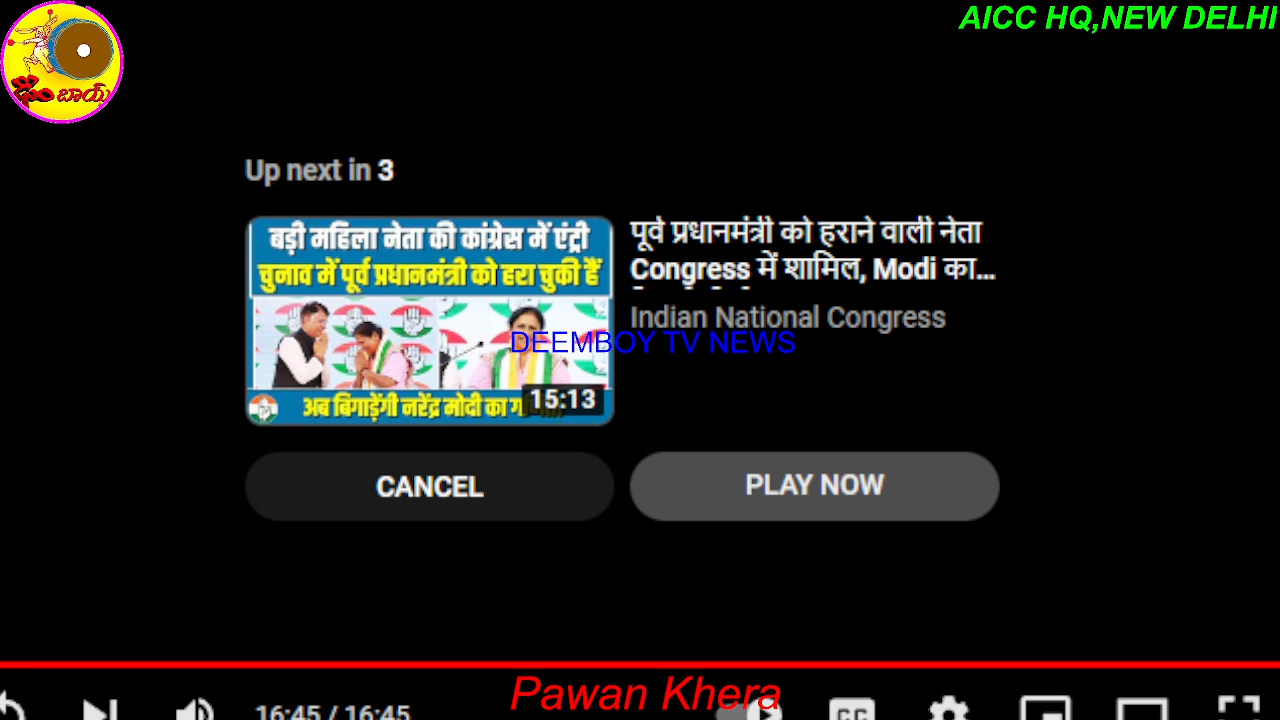 AICC HQ,NEW DELHI
డీం బాయ్
Up next in 3
बड़ी महिला नेता की कांग्रेस में एंट्री
चुनाव में पूर्व प्रधानमंत्री को हरा चुकी हैं
अब बिगाड़ेंगी नरेंद्र मोदी का
15:13
पूर्व प्रधानमंत्री को हराने वाली नेता
Congress में शामिल, Modi का...
Indian National Congress
DEEMBOY TV NEWS
CANCEL
PLAY NOW
Pawan Khera
16:45 / 16:45
CC